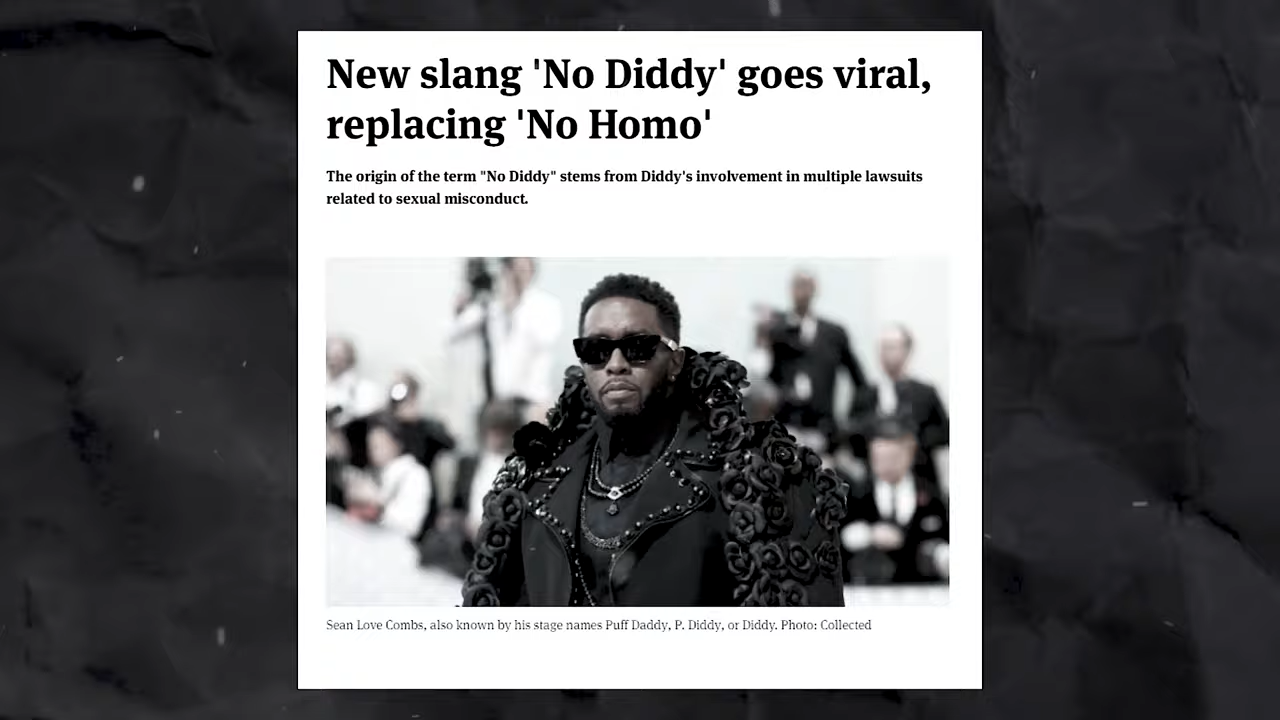 New slang 'No Diddy' goes viral,
replacing 'No Homo'
The origin of the term "No Diddy" stems from Diddy's involvement in multiple lawsuits
related to sexual misconduct.
Sean Love Combs, also known by his stage names Puff Daddy, P. Diddy, or Diddy. Photo: Collected